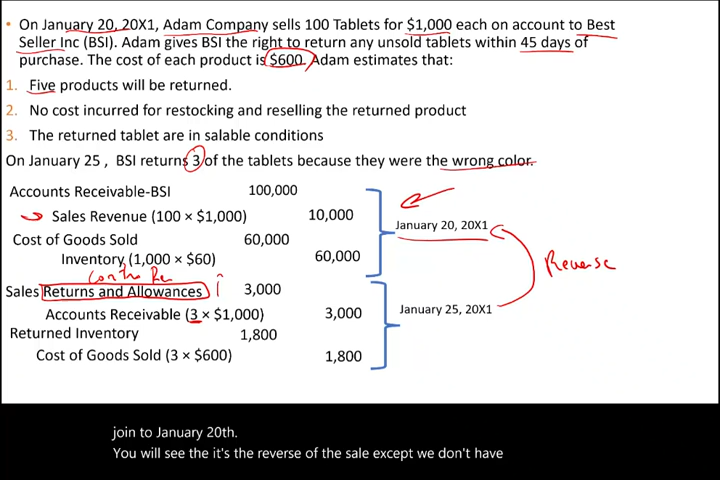 • On January 20, 20X1, Adam Company sells 100 Tablets for $1,000 each on account to Best
Seller Inc (BSI). Adam gives BSI the right to return any unsold tablets within 45 days of
purchase. The cost of each product is $600. Adam estimates that:
1. Five products will be returned.
2. No cost incurred for restocking and reselling the returned product
3. The returned tablet are in salable conditions
On January 25 , BSI returns 3 of the tablets because they were the wrong color.
Accounts Receivable-BSI 100,000
Sales Revenue (100 × $1,000) 10,000
January 20, 20X1
Cost of Goods Sold 60,000
Inventory (1,000 × $60) 60,000
Reverse
Contra Re
Sales Returns and Allowances 3,000
Accounts Receivable (3 × $1,000) 3,000
January 25, 20X1
Returned Inventory 1,800
Cost of Goods Sold (3 × $600) 1,800
join to January 20th.
You will see the it's the reverse of the sale except we don't have